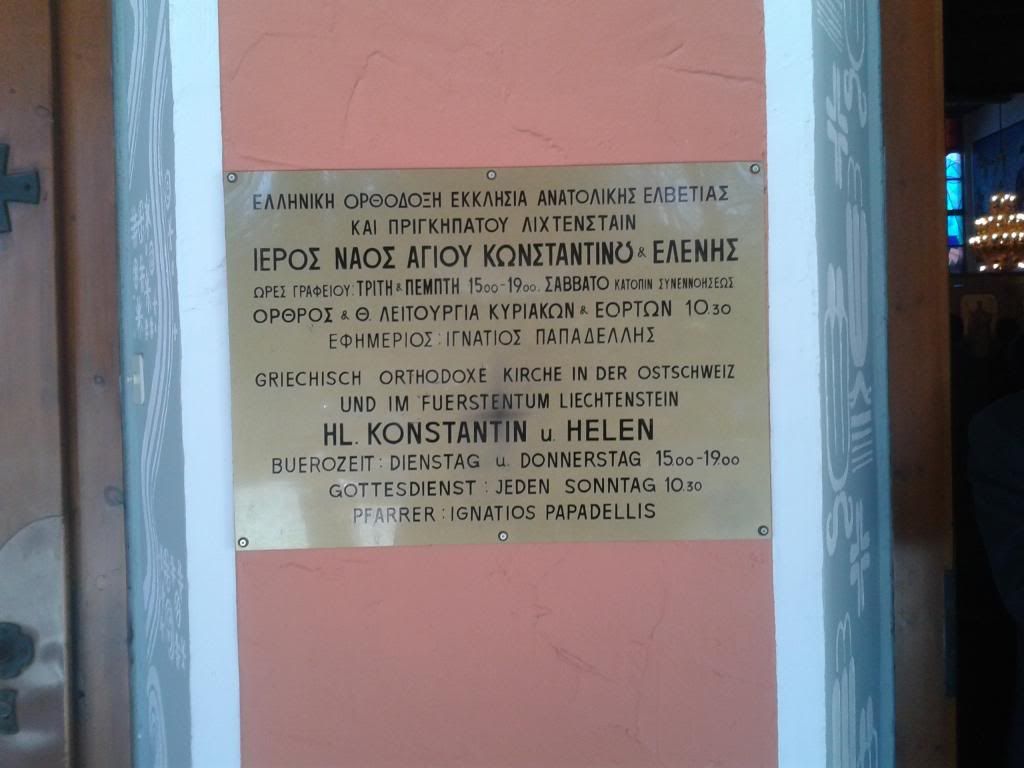 ΕΛΛΗΝΙΚΗ ΟΡΘΟΔΟΞΗ ΕΚΚΛΗΣΙΑ ΑΝΑΤΟΛΙΚΗΣ ΕΛΒΕΤΙΑΣ
ΚΑΙ ΠΡΙΓΚΗΠΑΤΟΥ ΛΙΧΤΕΝΣΤΑΙΝ
ΙΕΡΟΣ ΝΑΟΣ ΑΓΙΟΥ ΚΩΝΣΤΑΝΤΙΝȣ & ΕΛΕΝΗΣ
ΩΡΕΣ ΓΡΑΦΕΙΟΥ: ΤΡΙΤΗ & ΠΕΜΠΤΗ 15.00-19.00. ΣΑΒΒΑΤΟ ΚΑΤΟΠΙΝ ΣΥΝΕΝΝΟΗΣΕΩΣ
ΟΡΘΡΟΣ & Θ. ΛΕΙΤΟΥΡΓΙΑ ΚΥΡΙΑΚΩΝ & ΕΟΡΤΩΝ 10.30
ΕΦΗΜΕΡΙΟΣ: ΙΓΝΑΤΙΟΣ ΠΑΠΑΔΕΛΛΗΣ
GRIECHISCH ORTHODOXE KIRCHE IN DER OSTSCHWEIZ
UND IM FUERSTENTUM LIECHTENSTEIN
HL. KONSTANTIN u. HELEN
BUEROZEIT: DIENSTAG u. DONNERSTAG 15.00-19.00
GOTTESDIENST: JEDEN SONNTAG 10.30
PFARRER: IGNATIOS PAPADELLIS